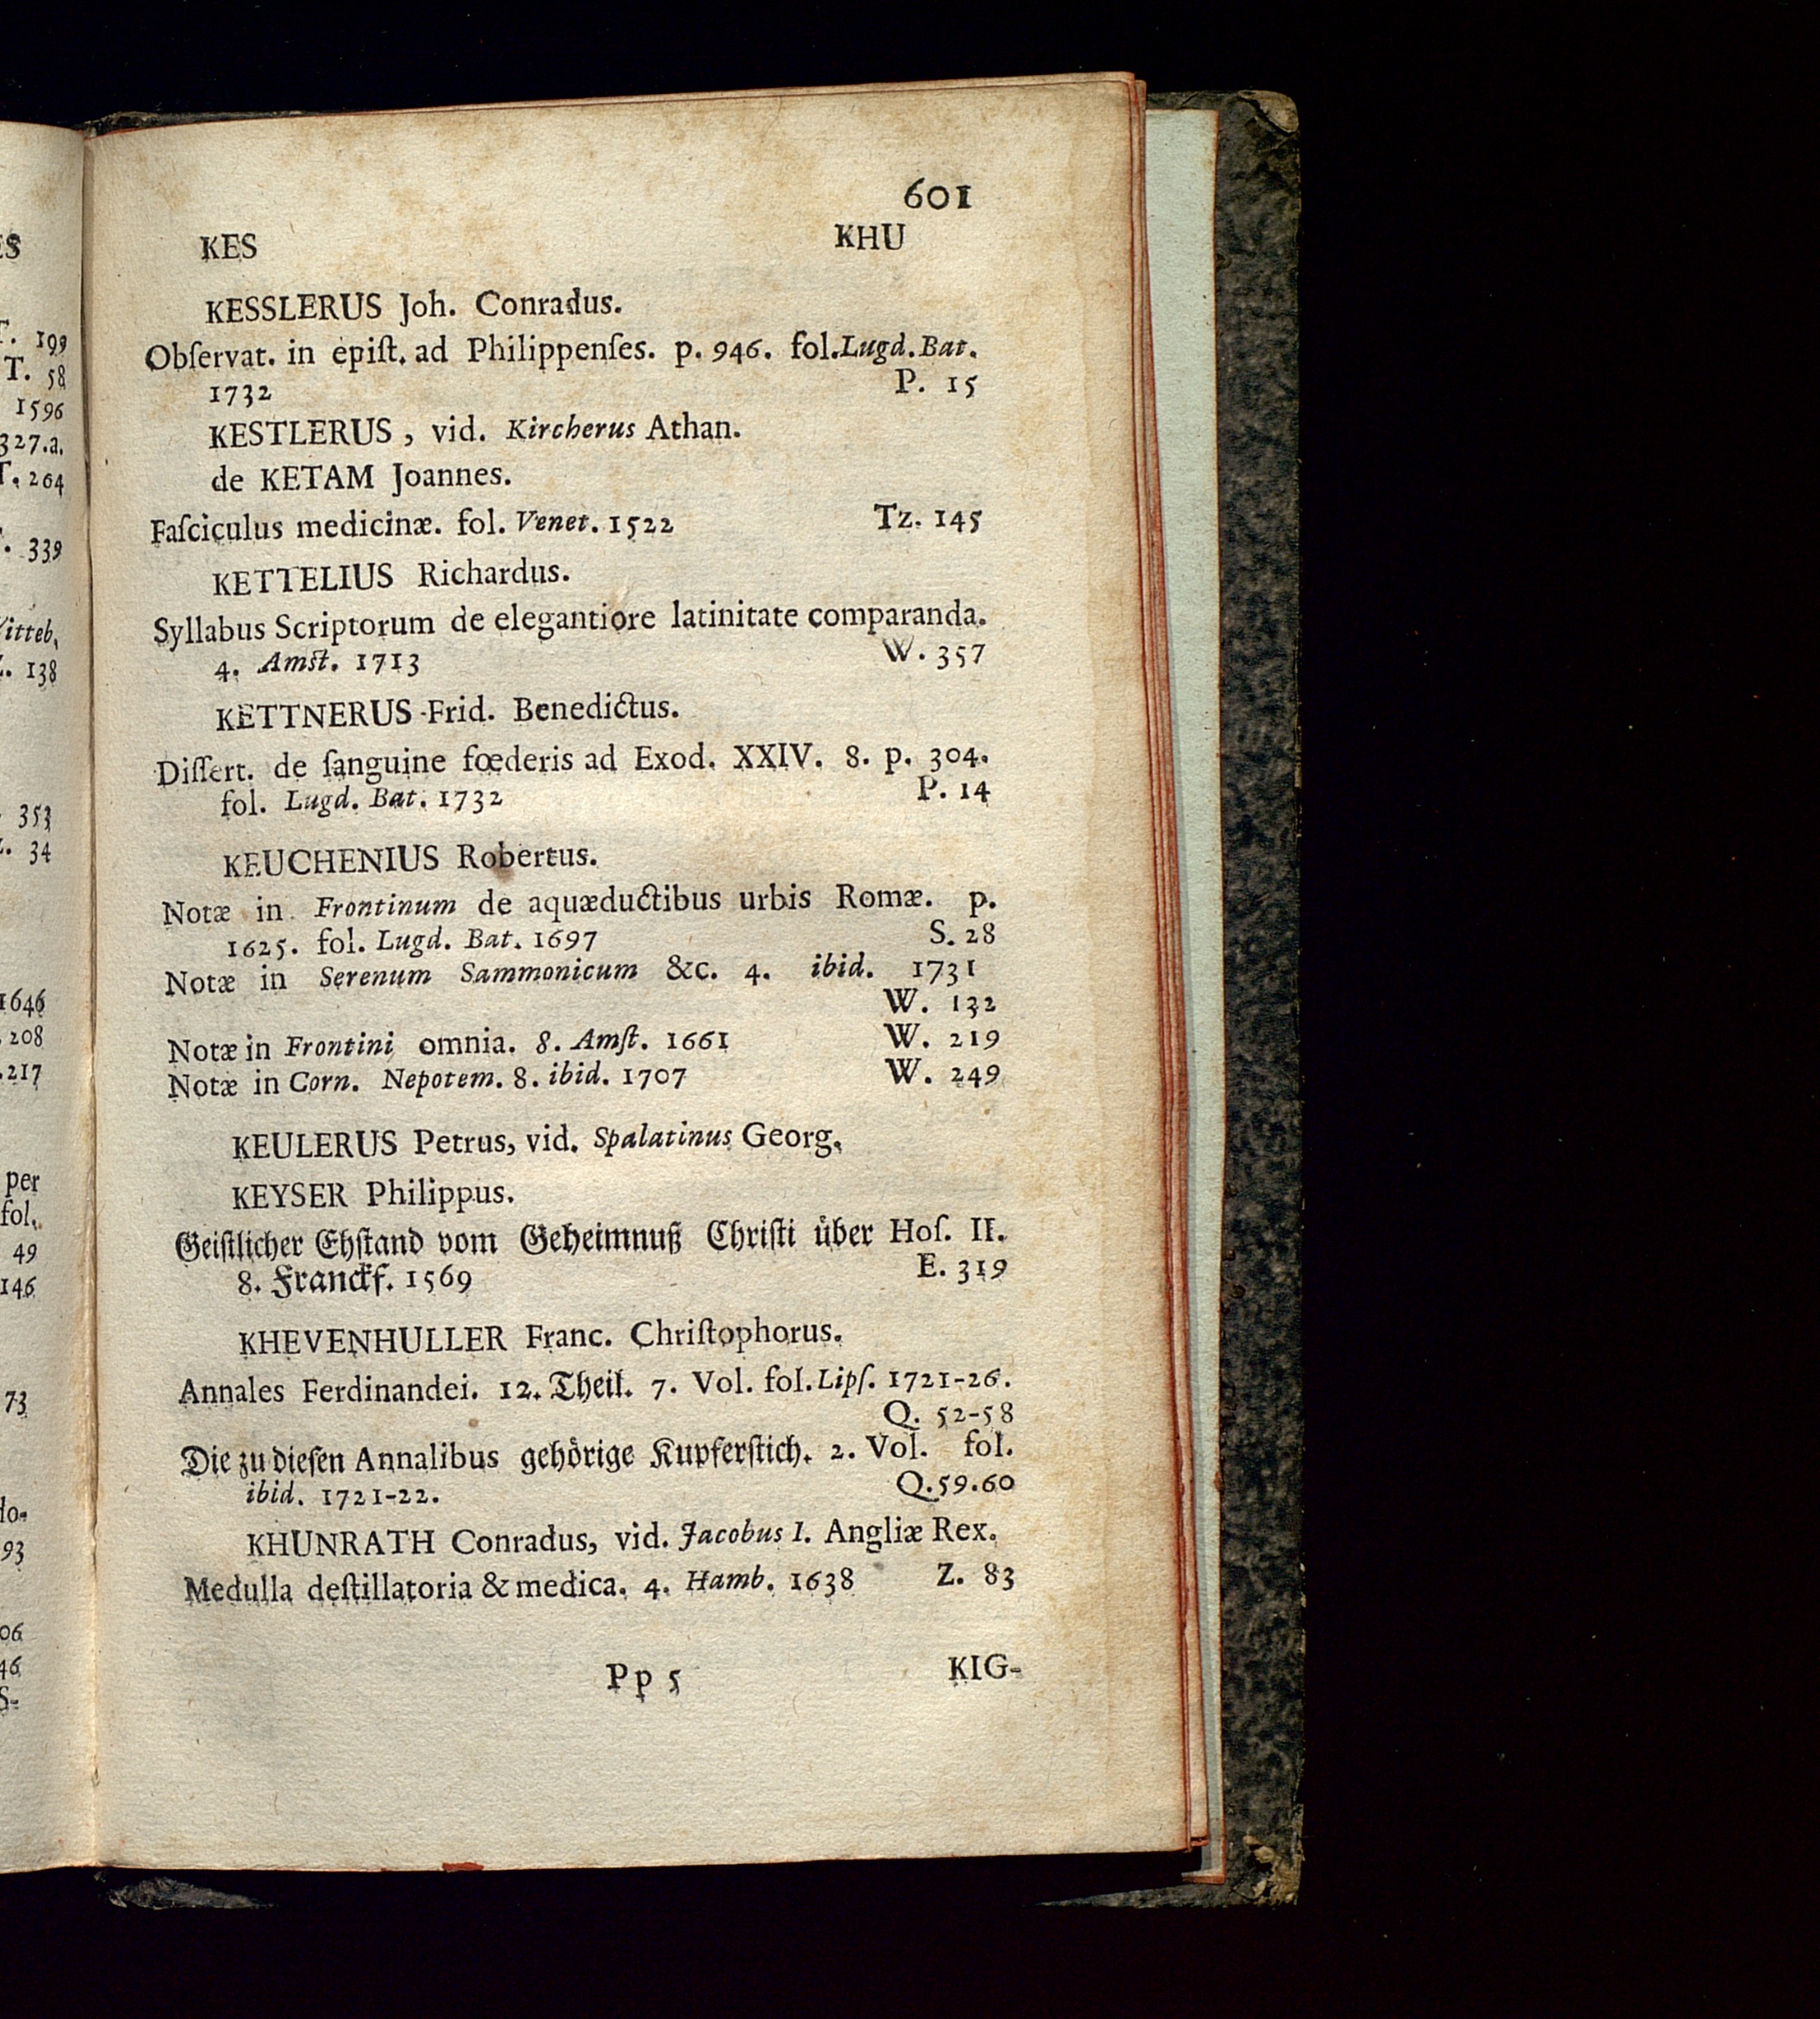 601
KES KHU
KESSLERUS Joh. Conradus.
Obſervat. in epiſt. ad Philippenſes. p. 946. fol. Lugd. Bat.
1732 P. 15
KESTLERUS, vid. Kircherus Athan.
de KETAM Joannes.
Faſciculus medicinæ. fol. Venet. 1522 Tz. 145
KETTELIUS Richardus.
Syllabus Scriptorum de elegantiore latinitate comparanda.
4. Amſt. 1713 W. 357
KETTNERUS Frid. Benedictus.
Diſſert. de ſanguine fœderis ad Exod. XXIV. 8. p. 304.
fol. Lugd. Bat. 1732 P. 14
KEUCHENIUS Robertus.
Notæ in Frontinum de aquæductibus urbis Romæ. p.
1625. fol. Lugd. Bat. 1697 S. 28
Notæ in Serenum Sammonicum &c. 4. ibid. 1731
W. 132
Notæ in Frontini omnia. 8. Amſt. 1661 W. 219
Notæ in Corn. Nepotem. 8. ibid. 1707 W. 249
KEULERUS Petrus, vid. Spalatinus Georg.
KEYSER Philippus.
Geiſtlicher Ehſtand vom Geheimnuß Chriſti über Hoſ. II.
8. Franckf. 1569 E. 319
KHEVENHULLER Franc. Chriſtophorus.
Annales Ferdinandei. 12. Theil. 7. Vol. fol. Lipſ. 1721-26.
Q. 52-58
Die zu dieſen Annalibus gehörige Kupferſtich. 2. Vol. fol.
ibid. 1721-22. Q. 59. 60
KHUNRATH Conradus, vid. Jacobus I. Angliæ Rex.
Medulla deſtillatoria & medica. 4. Hamb. 1638 Z. 83
Pp 5 KIG-